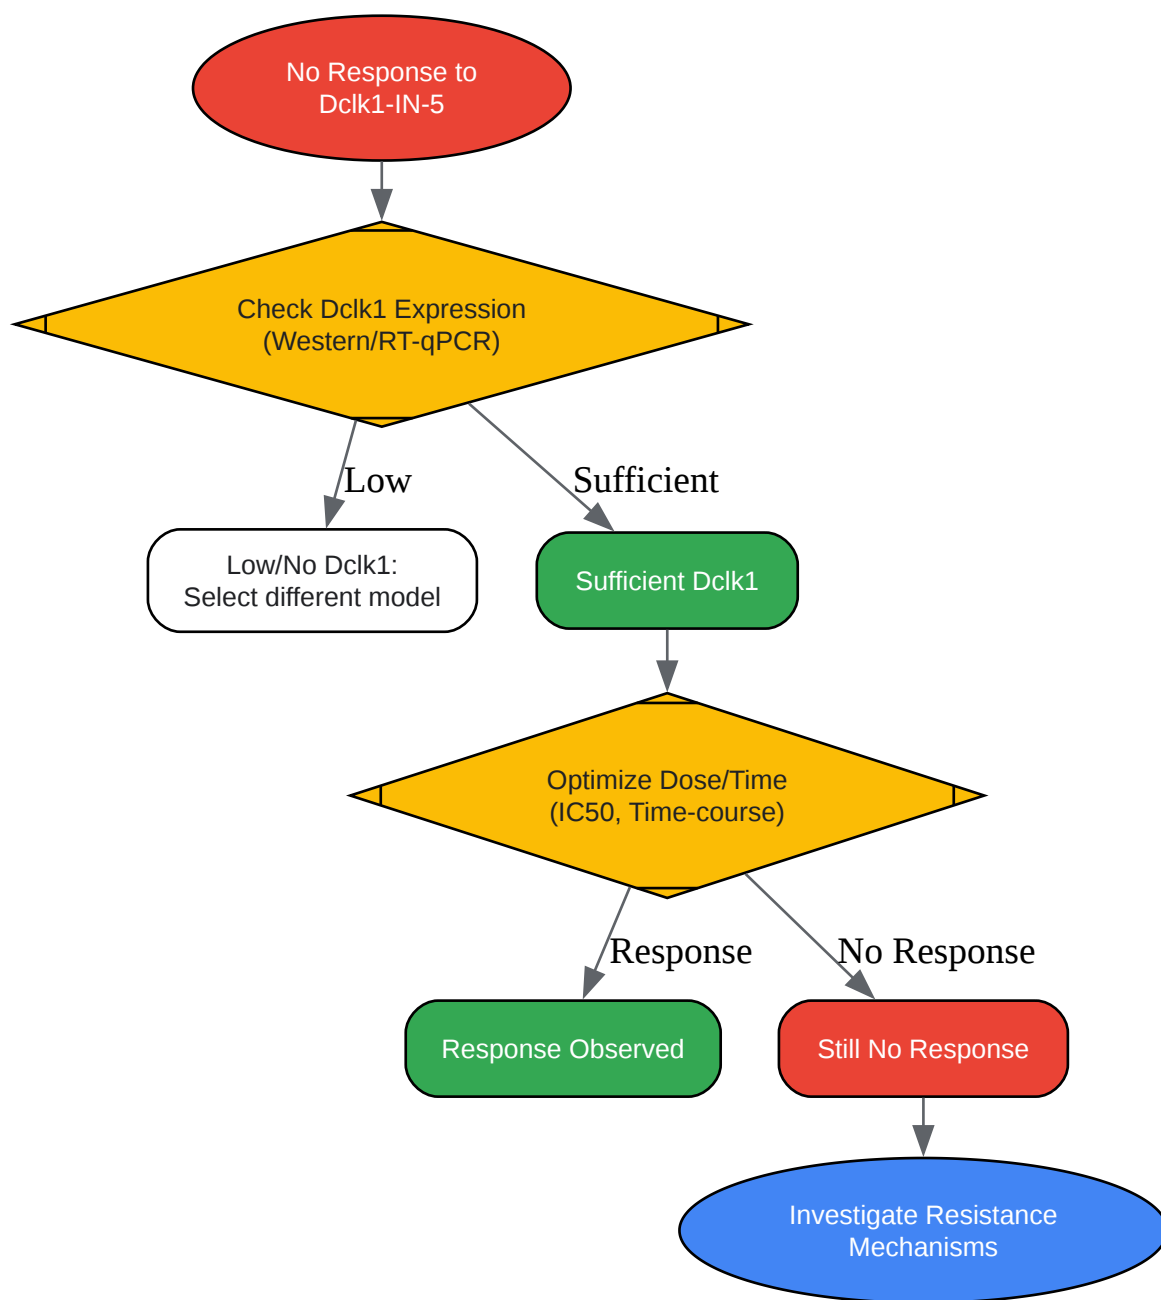 No Response to
Dclk1-IN-5
Check Dclk1 Expression
(Western/RT-qPCR)
Low
Sufficient
Low/No Dclk1:
Select different model
Sufficient Dclk1
Optimize Dose/Time
(IC50, Time-course)
Response
No Response
Response Observed
Still No Response
Investigate Resistance
Mechanisms